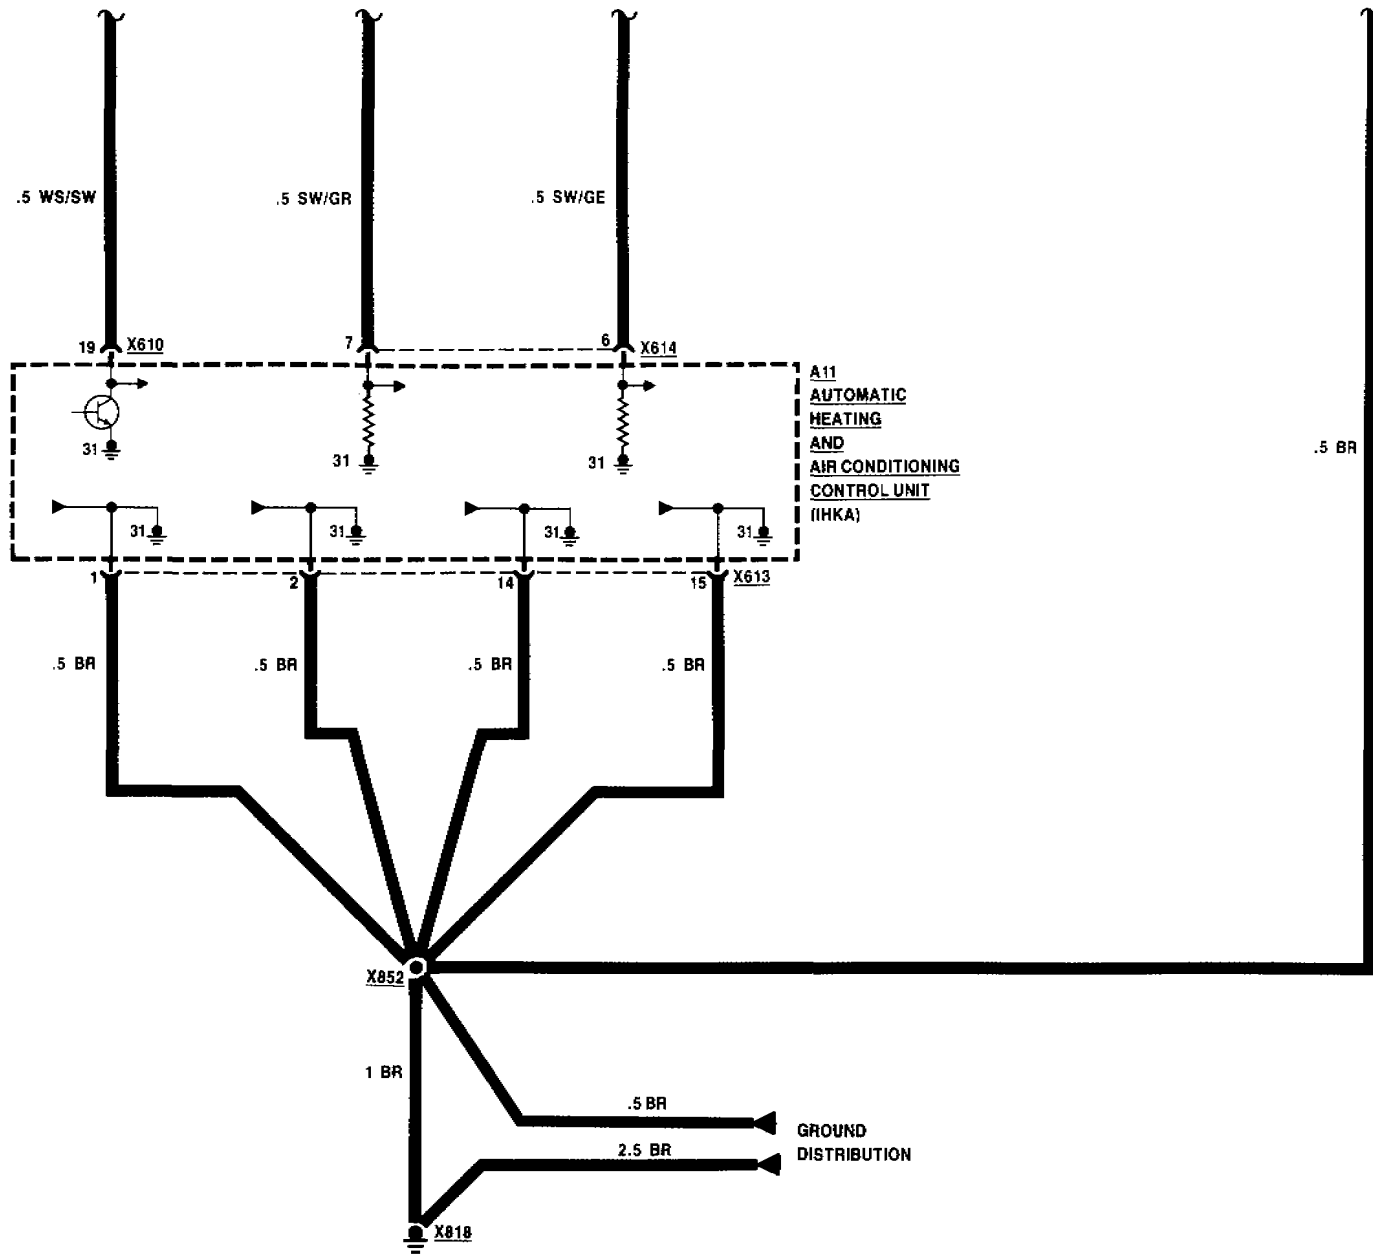 .5 WS/SW
.5 SW/GR
.5 SW/GE
19 X610
7
6 X614
A11
AUTOMATIC
HEATING
AND
AIR CONDITIONING
CONTROL UNIT
(IHKA)
.5 BR
31
31
31
31
31
31
31
1
2
14
15 X613
.5 BR
.5 BR
.5 BR
.5 BR
X852
1 BR
.5 BR
GROUND
DISTRIBUTION
2.5 BR
X818